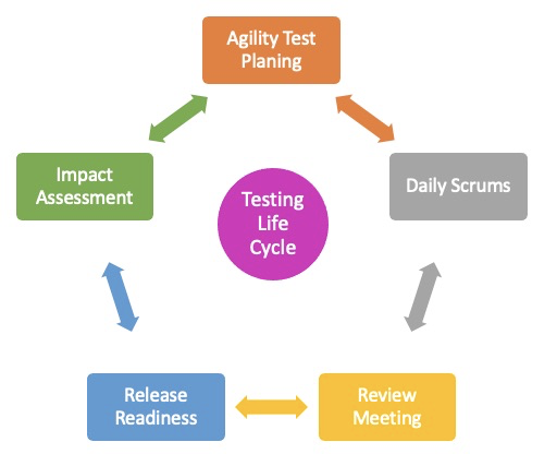 Agility Test
Planing
Impact
Assessment
Daily Scrums
Testing
Life
Cycle
Release
Readiness
Review
Meeting